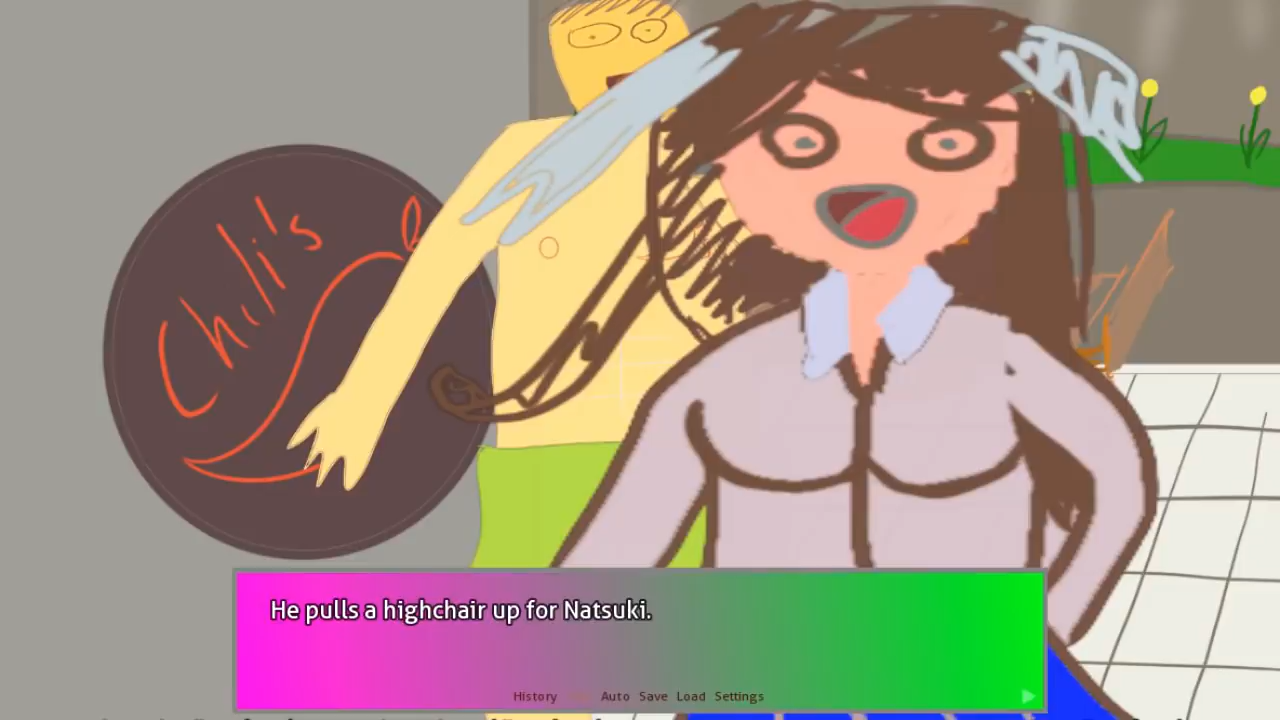 Chili's
He pulls a highchair up for Natsuki.
History Auto Save Load Settings